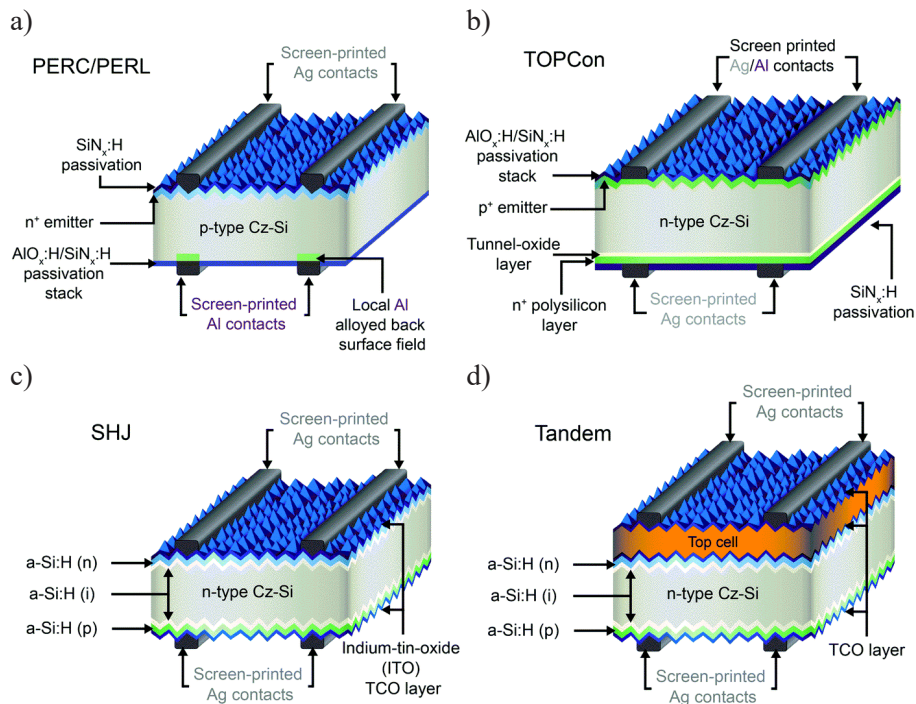 a)
PERC/PERL
Screen-printed
Ag contacts
SiNₓ:H
passivation
n⁺ emitter
p-type Cz-Si
AlOₓ:H/SiNₓ:H
passivation
stack
Screen-printed
Al contacts
Local Al
alloyed back
surface field
b)
TOPCon
Screen printed
Ag/Al contacts
AlOₓ:H/SiNₓ:H
passivation
stack
p⁺ emitter
n-type Cz-Si
Tunnel-oxide
layer
n⁺ polysilicon
layer
Screen-printed
Ag contacts
SiNₓ:H
passivation
c)
SHJ
Screen-printed
Ag contacts
a-Si:H (n)
a-Si:H (i)
n-type Cz-Si
a-Si:H (p)
Screen-printed
Ag contacts
Indium-tin-oxide
(ITO)
TCO layer
d)
Tandem
Screen-printed
Ag contacts
Top cell
a-Si:H (n)
a-Si:H (i)
n-type Cz-Si
a-Si:H (p)
TCO layer
Screen-printed
Ag contacts